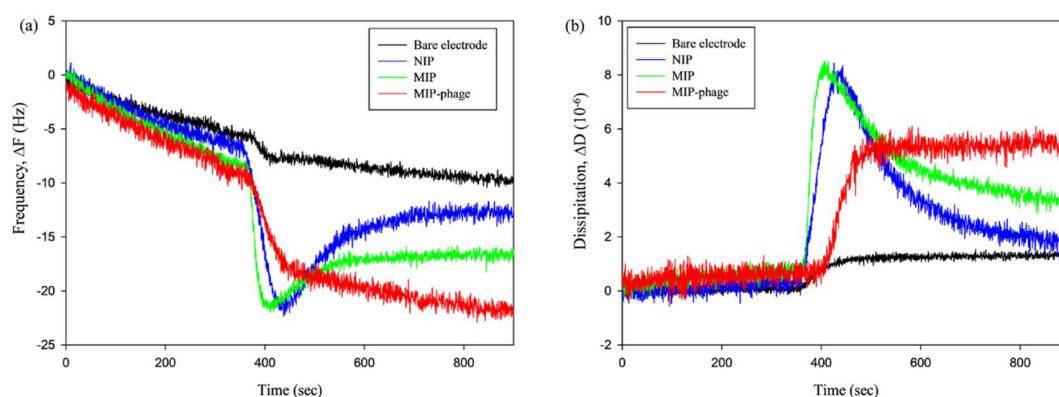 (a)
5
0
-5
-10
-15
-20
-25
Frequency, ΔF (Hz)
Bare electrode
NIP
MIP
MIP-phage
0 200 400 600 800
Time (sec)
(b)
10
8
6
4
2
0
-2
Dissipitation, ΔD (10⁻⁶)
Bare electrode
NIP
MIP
MIP-phage
0 200 400 600 800
Time (sec)